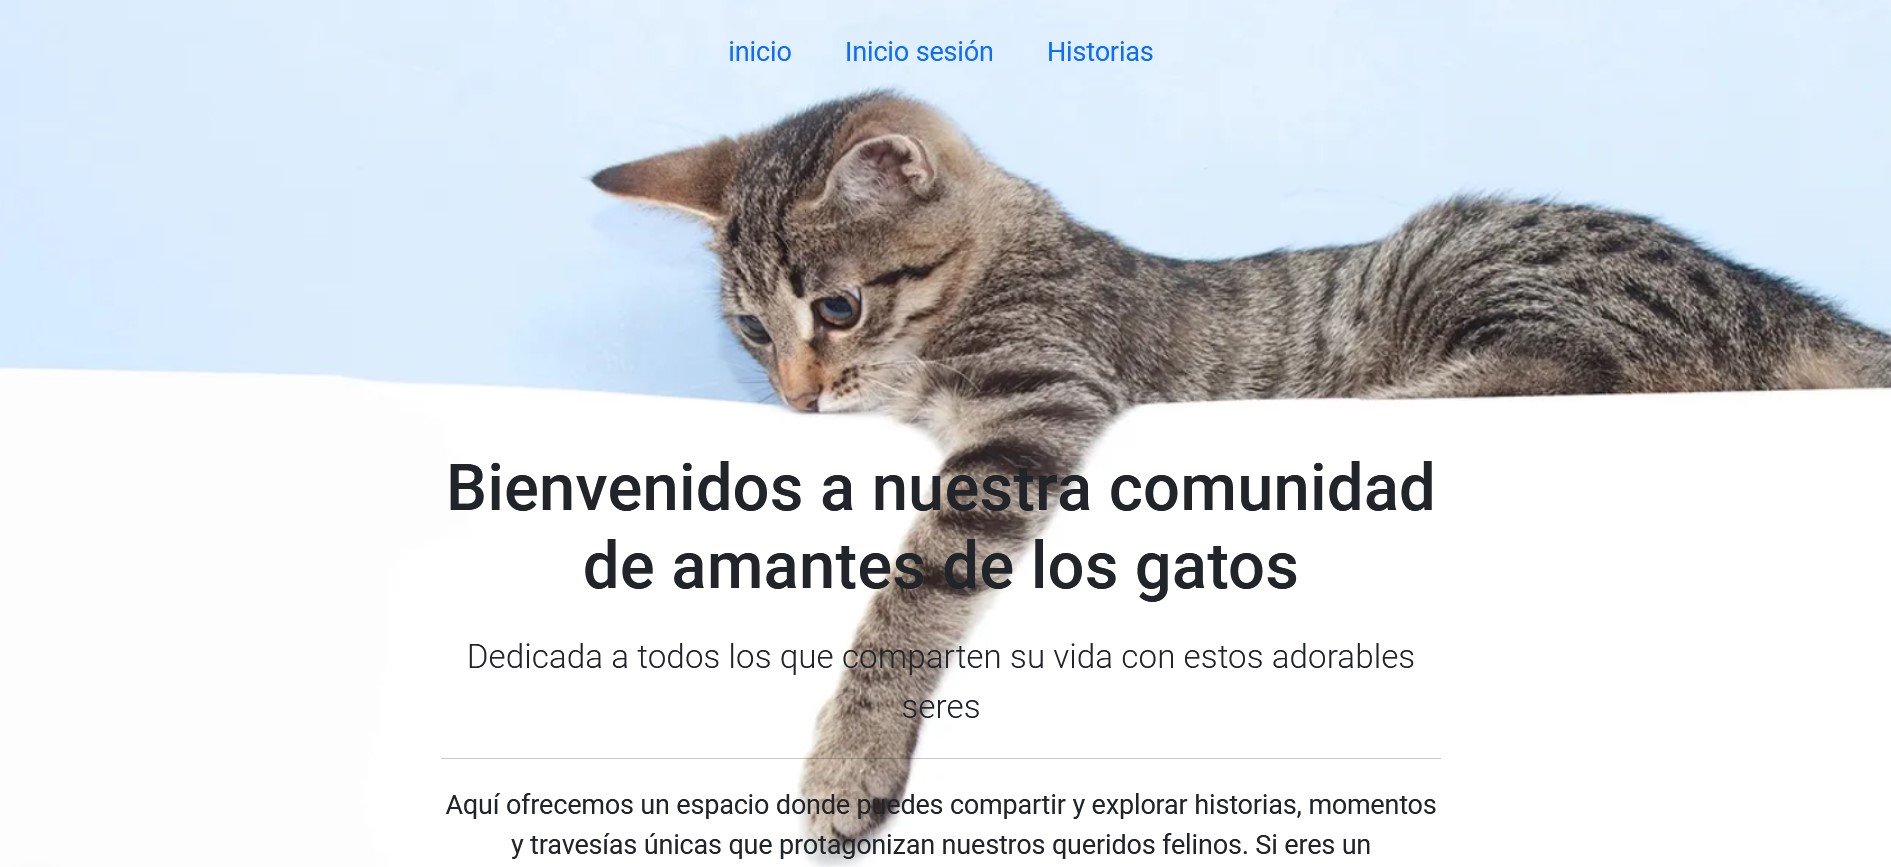 inicio Inicio sesión Historias
Bienvenidos a nuestra comunidad
de amantes de los gatos
Dedicada a todos los que comparten su vida con estos adorables
seres
Aquí ofrecemos un espacio donde puedes compartir y explorar historias, momentos
y travesías únicas que protagonizan nuestros queridos felinos. Si eres un